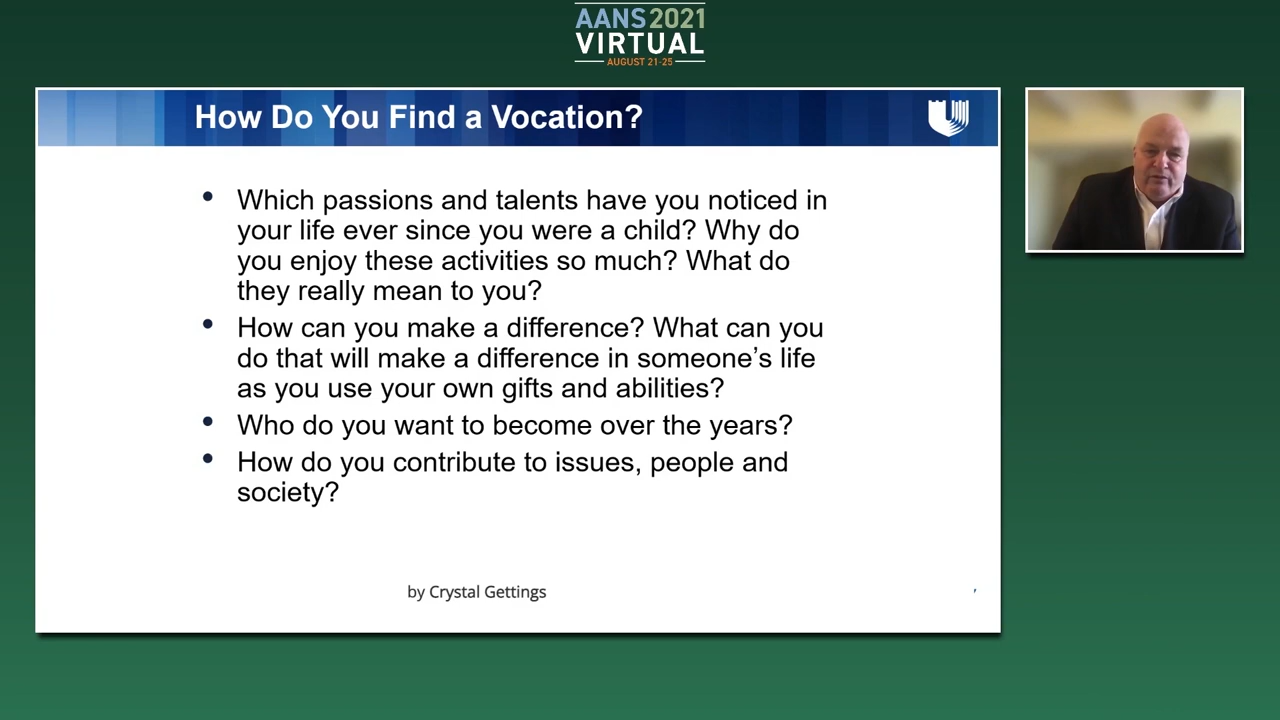 AANS 2021
VIRTUAL
AUGUST 21-25
How Do You Find a Vocation?
• Which passions and talents have you noticed in
your life ever since you were a child? Why do
you enjoy these activities so much? What do
they really mean to you?
• How can you make a difference? What can you
do that will make a difference in someone’s life
as you use your own gifts and abilities?
• Who do you want to become over the years?
• How do you contribute to issues, people and
society?
by Crystal Gettings